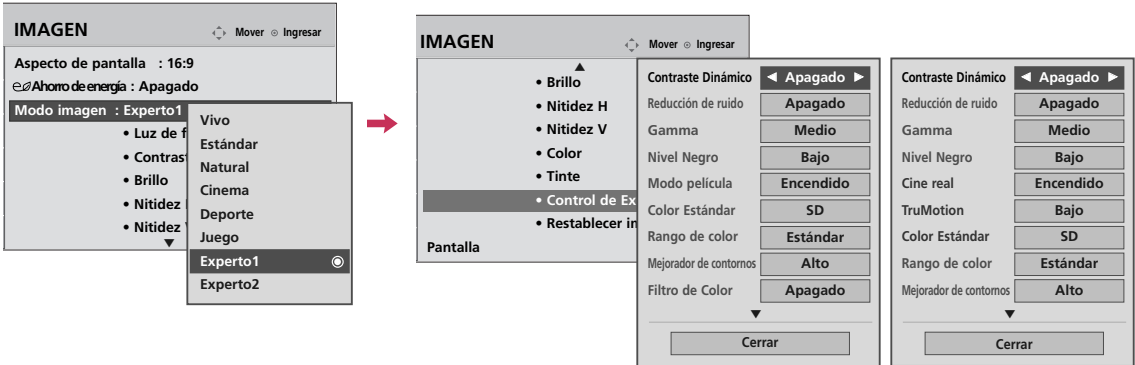 IMAGEN
Mover ⊙ Ingresar
Aspecto de pantalla : 16:9
Ahorro de energía : Apagado
Modo imagen : Experto1
• Luz de f
• Contras
• Brillo
• Nitidez
• Nitidez
▼
Vivo
Estándar
Natural
Cinema
Deporte
Juego
Experto1
Experto2
IMAGEN
Mover ⊙ Ingresar
▲
• Brillo
• Nitidez H
• Nitidez V
• Color
• Tinte
• Control de Ex
• Restablecer in
Pantalla
Contraste Dinámico ◀ Apagado ▶
Reducción de ruido Apagado
Gamma Medio
Nivel Negro Bajo
Modo película Encendido
Color Estándar SD
Rango de color Estándar
Mejorador de contornos Alto
Filtro de Color Apagado
▼
Cerrar
Contraste Dinámico ◀ Apagado ▶
Reducción de ruido Apagado
Gamma Medio
Nivel Negro Bajo
Cine real Encendido
TruMotion Bajo
Color Estándar SD
Rango de color Estándar
Mejorador de contornos Alto
▼
Cerrar